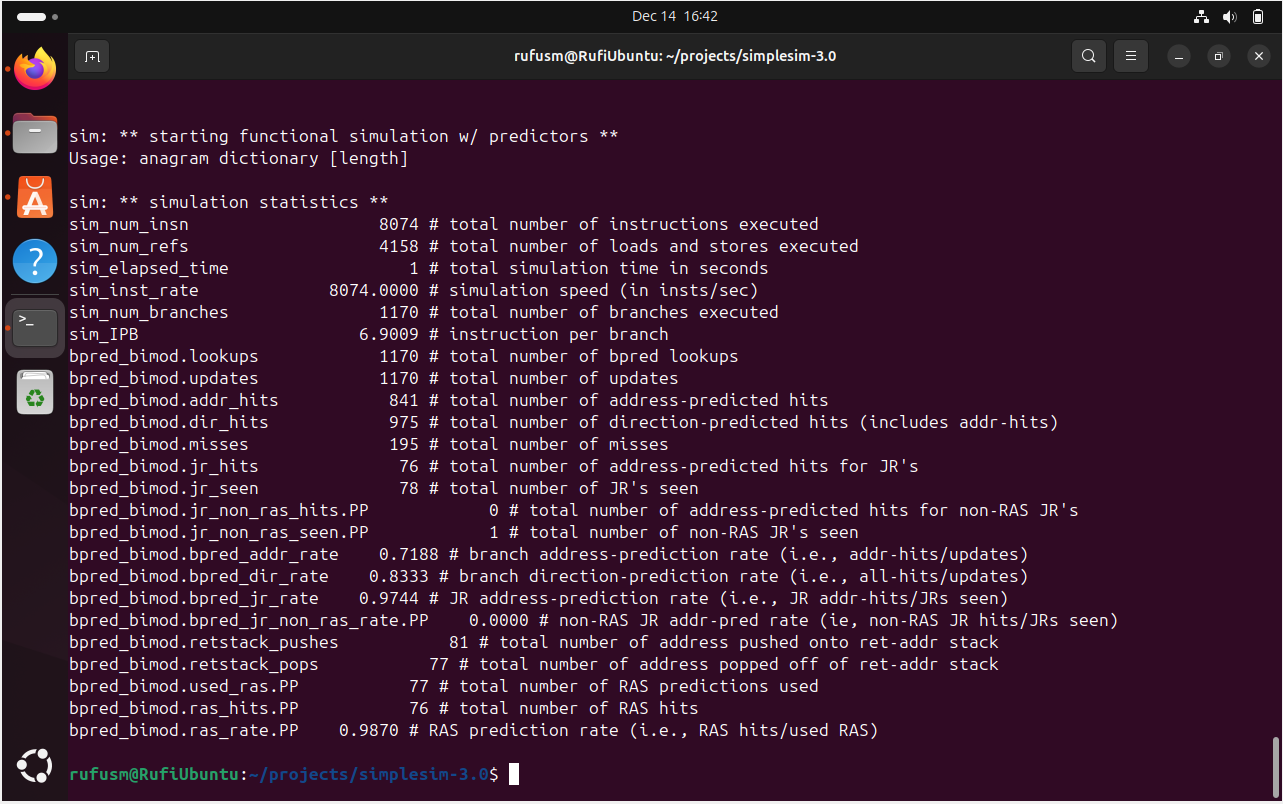 Dec 14 16:42
rufusm@RufiUbuntu: ~/projects/simplesim-3.0
sim: ** starting functional simulation w/ predictors **
Usage: anagram dictionary [length]
sim: ** simulation statistics **
sim_num_insn 8074 # total number of instructions executed
sim_num_refs 4158 # total number of loads and stores executed
sim_elapsed_time 1 # total simulation time in seconds
sim_inst_rate 8074.0000 # simulation speed (in insts/sec)
sim_num_branches 1170 # total number of branches executed
sim_IPB 6.9009 # instruction per branch
bpred_bimod.lookups 1170 # total number of bpred lookups
bpred_bimod.updates 1170 # total number of updates
bpred_bimod.addr_hits 841 # total number of address-predicted hits
bpred_bimod.dir_hits 975 # total number of direction-predicted hits (includes addr-hits)
bpred_bimod.misses 195 # total number of misses
bpred_bimod.jr_hits 76 # total number of address-predicted hits for JR's
bpred_bimod.jr_seen 78 # total number of JR's seen
bpred_bimod.jr_non_ras_hits.PP 0 # total number of address-predicted hits for non-RAS JR's
bpred_bimod.jr_non_ras_seen.PP 1 # total number of non-RAS JR's seen
bpred_bimod.bpred_addr_rate 0.7188 # branch address-prediction rate (i.e., addr-hits/updates)
bpred_bimod.bpred_dir_rate 0.8333 # branch direction-prediction rate (i.e., all-hits/updates)
bpred_bimod.bpred_jr_rate 0.9744 # JR address-prediction rate (i.e., JR addr-hits/JRs seen)
bpred_bimod.bpred_jr_non_ras_rate.PP 0.0000 # non-RAS JR addr-pred rate (ie, non-RAS JR hits/JRs seen)
bpred_bimod.retstack_pushes 81 # total number of address pushed onto ret-addr stack
bpred_bimod.retstack_pops 77 # total number of address popped off of ret-addr stack
bpred_bimod.used_ras.PP 77 # total number of RAS predictions used
bpred_bimod.ras_hits.PP 76 # total number of RAS hits
bpred_bimod.ras_rate.PP 0.9870 # RAS prediction rate (i.e., RAS hits/used RAS)
rufusm@RufiUbuntu:~/projects/simplesim-3.0$